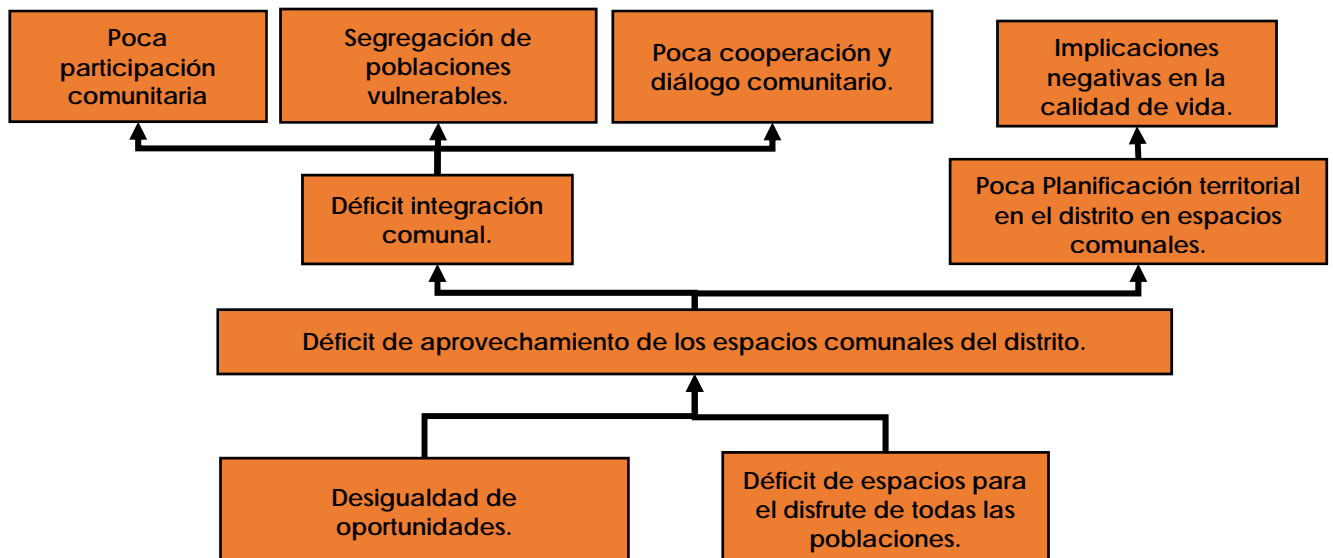 Poca
participación
comunitaria
Segregación de
poblaciones
vulnerables.
Poca cooperación y
diálogo comunitario.
Implicaciones
negativas en la
calidad de vida.
Déficit integración
comunal.
Poca Planificación territorial
en el distrito en espacios
comunales.
Déficit de aprovechamiento de los espacios comunales del distrito.
Desigualdad de
oportunidades.
Déficit de espacios para
el disfrute de todas las
poblaciones.